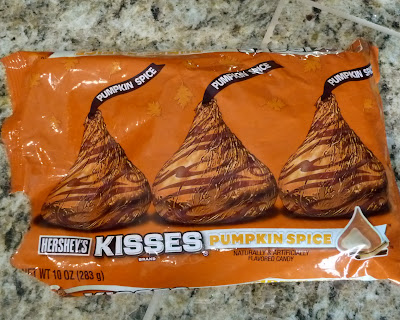 PUMPKIN SPICE
PUMPKIN SPICE
PUMPKIN SPICE
HERSHEY'S KISSES PUMPKIN SPICE
BRAND
NATURALLY & ARTIFICIALLY
FLAVORED CANDY
NET WT 10 OZ (283 g)